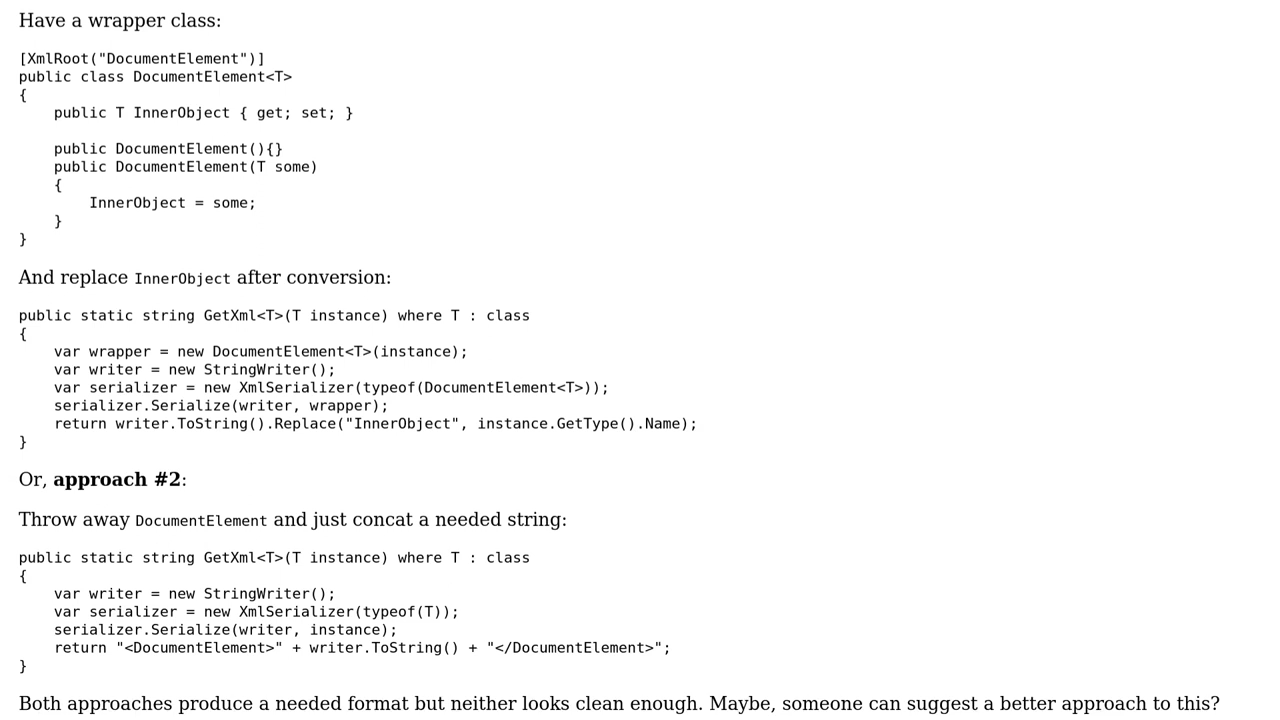 Have a wrapper class:
[XmlRoot("DocumentElement")]
public class DocumentElement<T>
{
    public T InnerObject { get; set; }

    public DocumentElement(){}
    public DocumentElement(T some)
    {
        InnerObject = some;
    }
}
And replace InnerObject after conversion:
public static string GetXml<T>(T instance) where T : class
{
    var wrapper = new DocumentElement<T>(instance);
    var writer = new StringWriter();
    var serializer = new XmlSerializer(typeof(DocumentElement<T>));
    serializer.Serialize(writer, wrapper);
    return writer.ToString().Replace("InnerObject", instance.GetType().Name);
}
Or, approach #2:
Throw away DocumentElement and just concat a needed string:
public static string GetXml<T>(T instance) where T : class
{
    var writer = new StringWriter();
    var serializer = new XmlSerializer(typeof(T));
    serializer.Serialize(writer, instance);
    return "<DocumentElement>" + writer.ToString() + "</DocumentElement>";
}
Both approaches produce a needed format but neither looks clean enough. Maybe, someone can suggest a better approach to this?